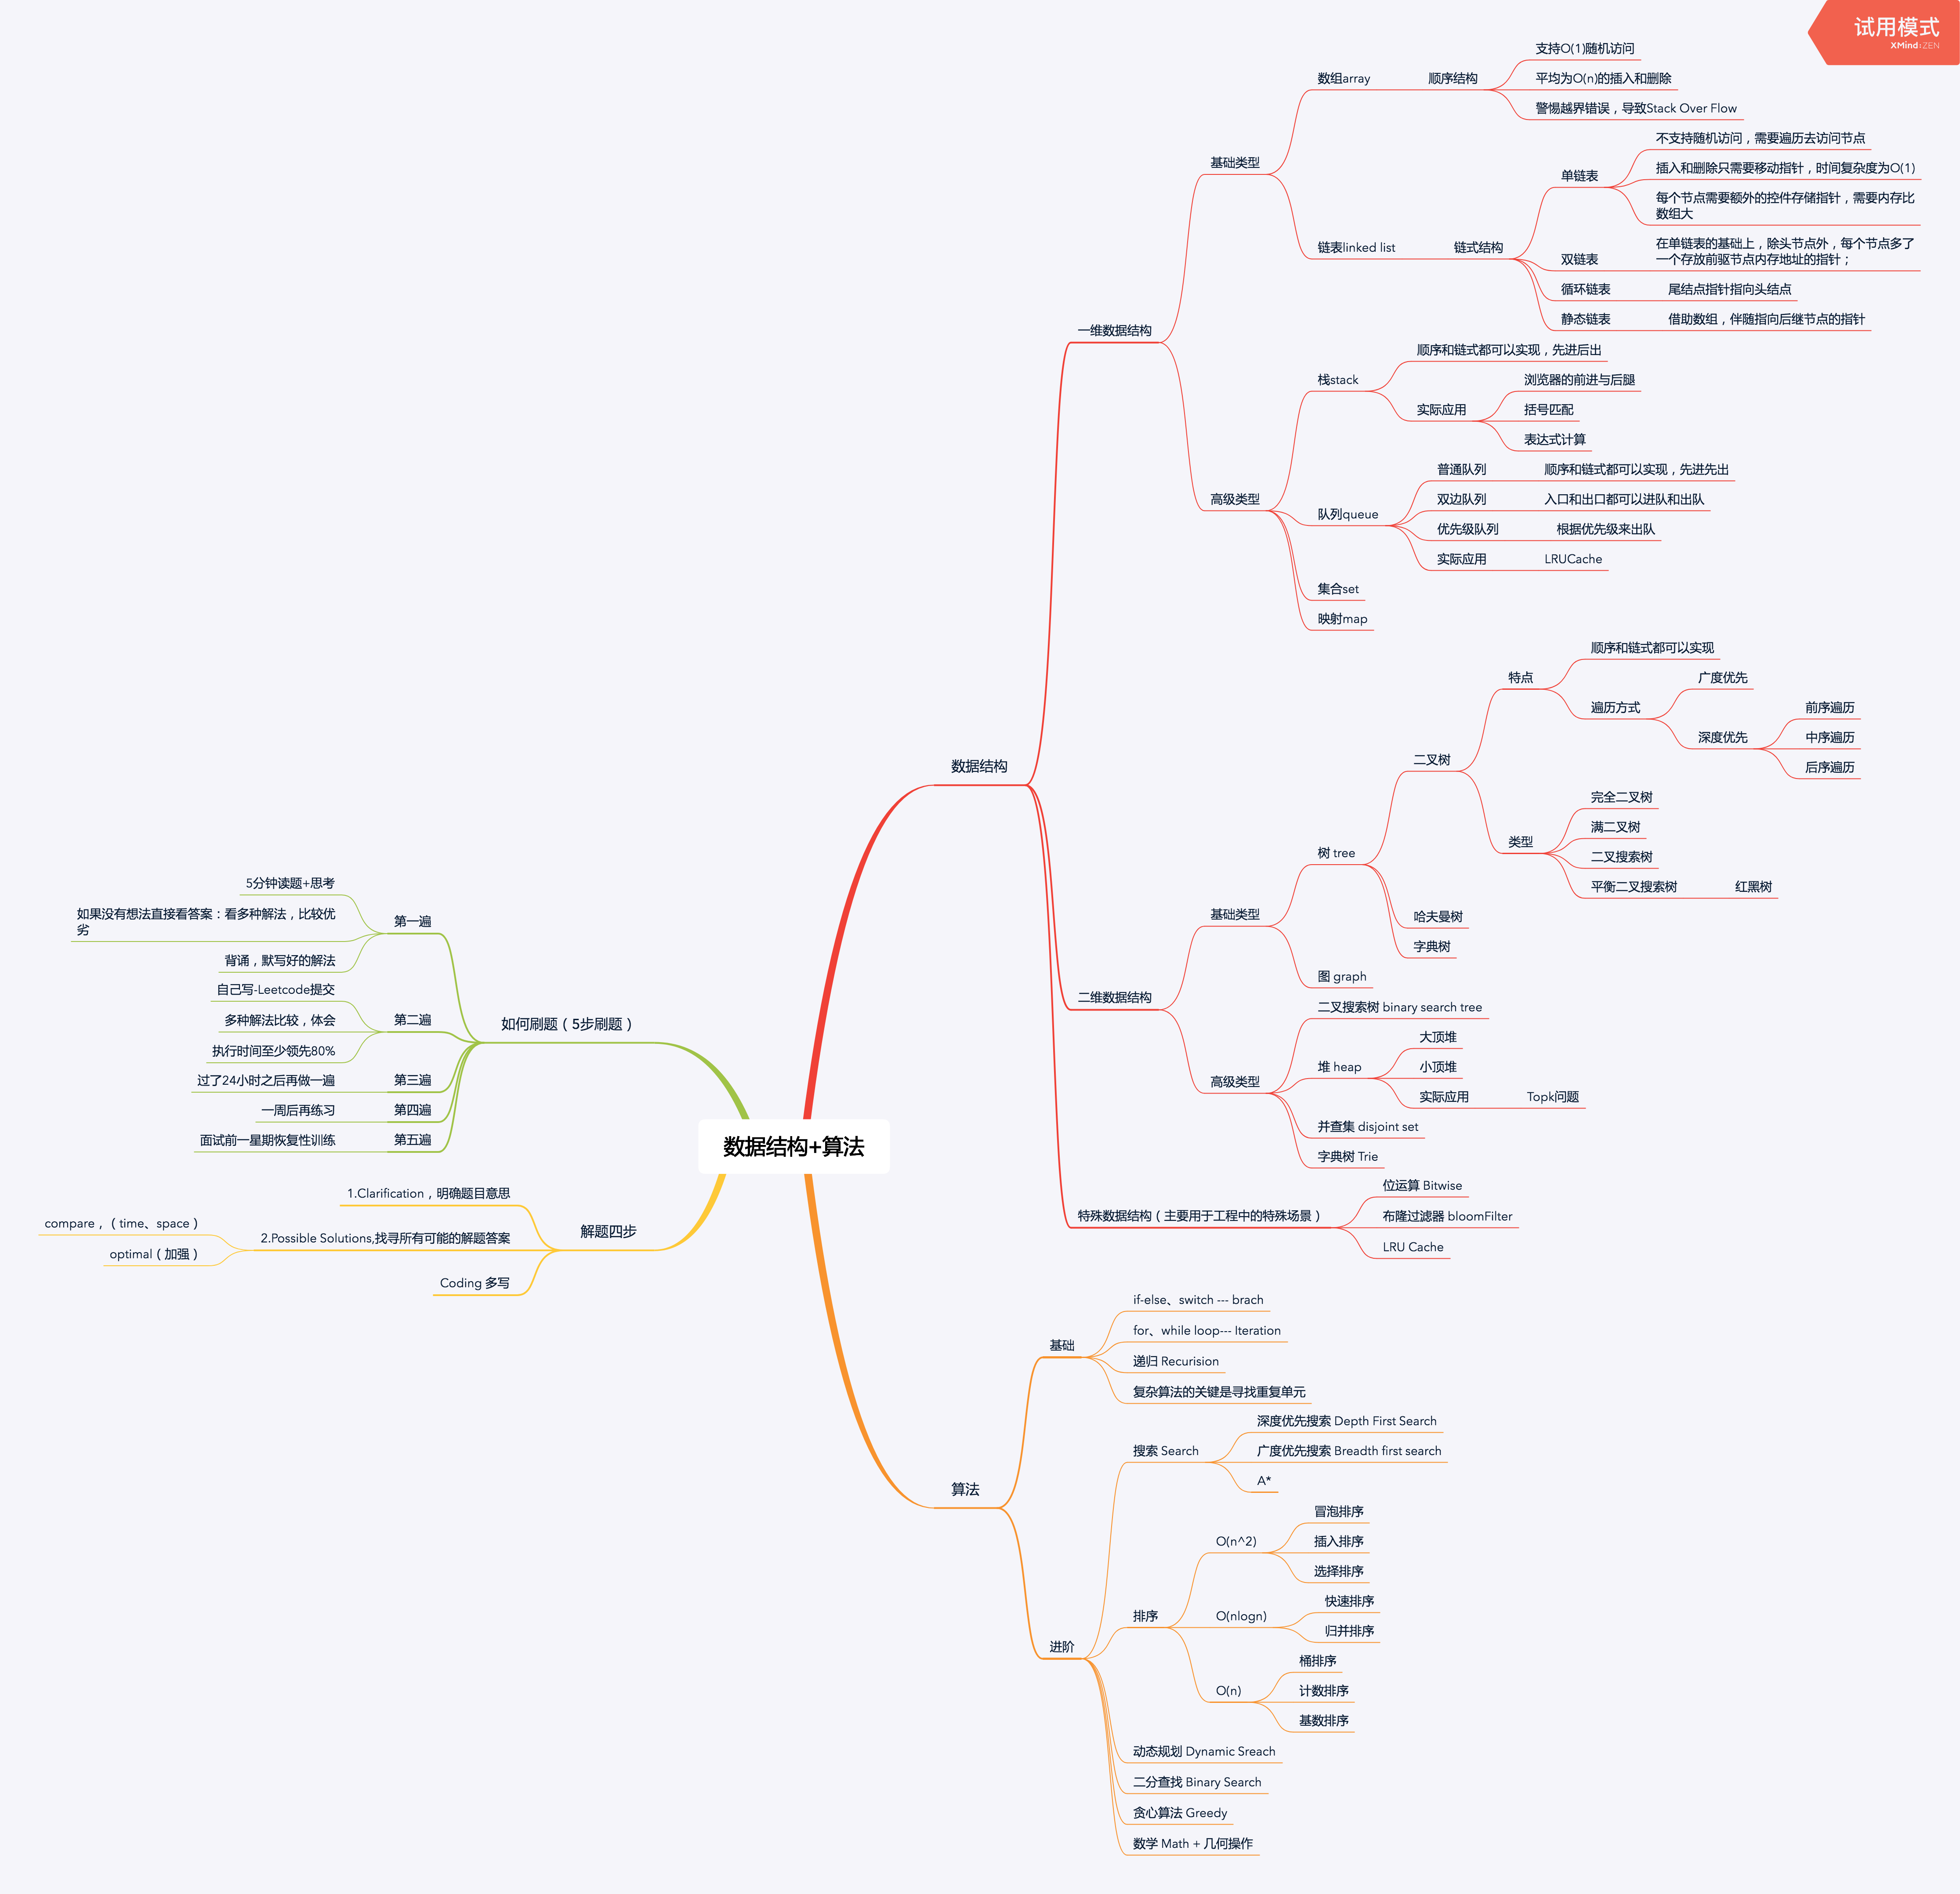 试用模式
XMind:ZEN
数据结构+算法
数据结构
一维数据结构
基础类型
数组array
顺序结构
支持O(1)随机访问
平均为O(n)的插入和删除
警惕越界错误，导致Stack Over Flow
链表linked list
链式结构
单链表
不支持随机访问，需要遍历去访问节点
插入和删除只需要移动指针，时间复杂度为O(1)
每个节点需要额外的控件存储指针，需要内存比
数组大
双链表
在单链表的基础上，除头节点外，每个节点多了
一个存放前驱节点内存地址的指针；
循环链表
尾结点指针指向头结点
静态链表
借助数组，伴随指向后继节点的指针
高级类型
栈stack
顺序和链式都可以实现，先进后出
实际应用
浏览器的前进与后腿
括号匹配
表达式计算
队列queue
普通队列
顺序和链式都可以实现，先进先出
双边队列
入口和出口都可以进队和出队
优先级队列
根据优先级来出队
实际应用
LRUCache
集合set
映射map
二维数据结构
基础类型
树 tree
二叉树
特点
顺序和链式都可以实现
遍历方式
广度优先
深度优先
前序遍历
中序遍历
后序遍历
类型
完全二叉树
满二叉树
二叉搜索树
平衡二叉搜索树
红黑树
哈夫曼树
字典树
图 graph
高级类型
二叉搜索树 binary search tree
堆 heap
大顶堆
小顶堆
实际应用
Topk问题
并查集 disjoint set
字典树 Trie
特殊数据结构（主要用于工程中的特殊场景）
位运算 Bitwise
布隆过滤器 bloomFilter
LRU Cache
算法
基础
if-else、switch --- brach
for、while loop--- Iteration
递归 Recurision
复杂算法的关键是寻找重复单元
进阶
搜索 Search
深度优先搜索 Depth First Search
广度优先搜索 Breadth first search
A*
排序
O(n^2)
冒泡排序
插入排序
选择排序
O(nlogn)
快速排序
归并排序
O(n)
桶排序
计数排序
基数排序
动态规划 Dynamic Sreach
二分查找 Binary Search
贪心算法 Greedy
数学 Math + 几何操作
如何刷题（5步刷题）
第一遍
5分钟读题+思考
如果没有想法直接看答案：看多种解法，比较优
劣
背诵，默写好的解法
第二遍
自己写-Leetcode提交
多种解法比较，体会
执行时间至少领先80%
第三遍
过了24小时之后再做一遍
第四遍
一周后再练习
第五遍
面试前一星期恢复性训练
解题四步
1.Clarification，明确题目意思
2.Possible Solutions,找寻所有可能的解题答案
compare，（time、space）
optimal（加强）
Coding 多写